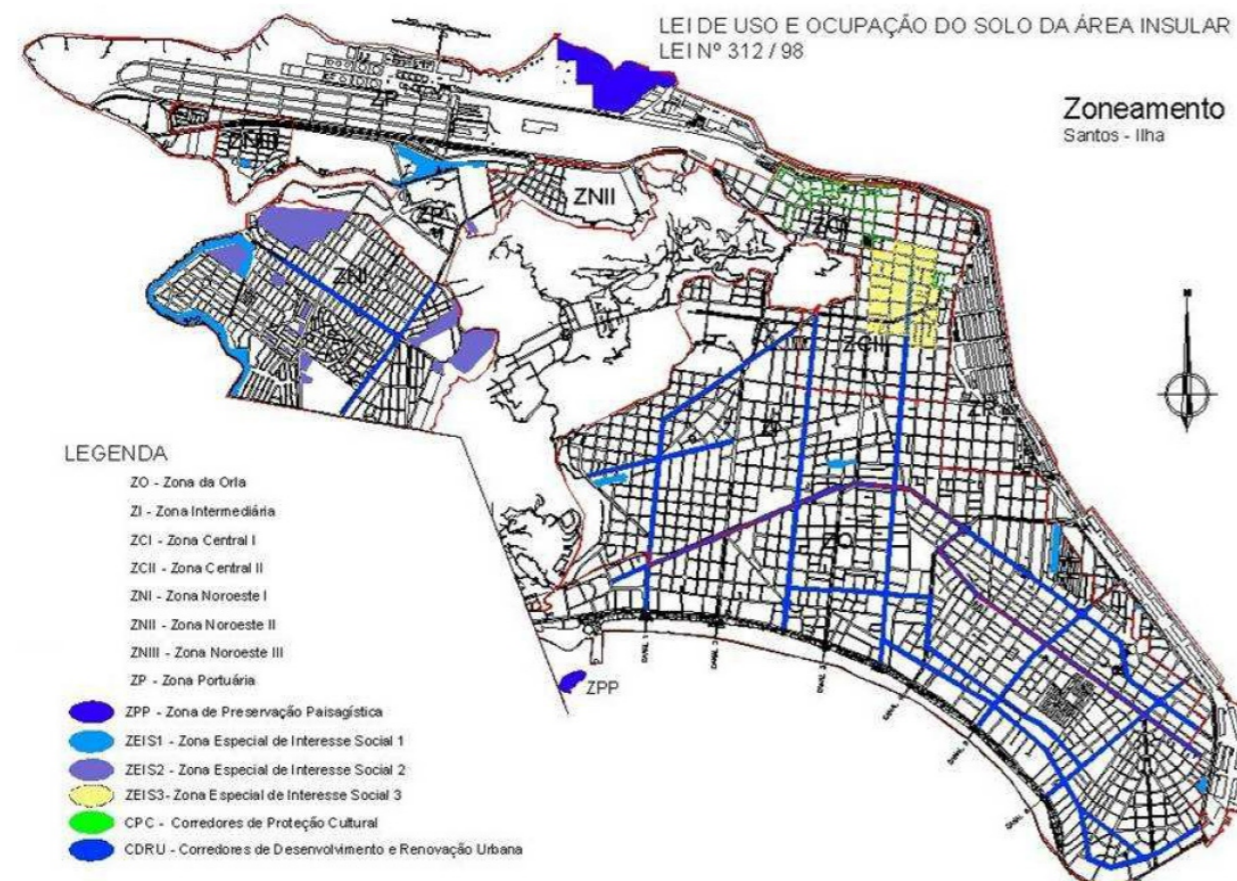 LEI DE USO E OCUPAÇÃO DO SOLO DA ÁREA INSULAR
LEI Nº 312 / 98
Zoneamento
Santos - Ilha
ZNIII
ZNII
ZCI
ZNI
ZCII
ZP
ZI
ZO
ZPP
LEGENDA
ZO - Zona da Orla
ZI - Zona Intermediária
ZCI - Zona Central I
ZCII - Zona Central II
ZNI - Zona Noroeste I
ZNII - Zona Noroeste II
ZNIII - Zona Noroeste III
ZP - Zona Portuária
ZPP - Zona de Preservação Paisagística
ZEIS1 - Zona Especial de Interesse Social 1
ZEIS2 - Zona Especial de Interesse Social 2
ZEIS3- Zona Especial de Interesse Social 3
CPC - Corredores de Proteção Cultural
CDRU - Corredores de Desenvolvimento e Renovação Urbana